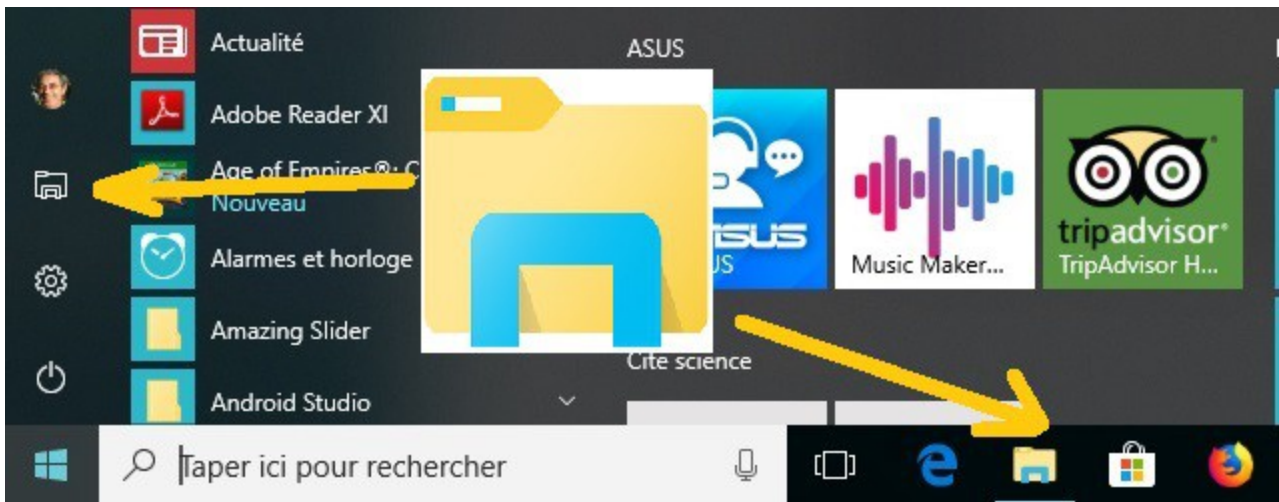 Actualité
ASUS
Adobe Reader XI
Age of Empires®: C
Nouveau
Alarmes et horloge
Amazing Slider
Android Studio
Music Maker...
tripadvisor®
TripAdvisor H...
Cite science
Taper ici pour rechercher